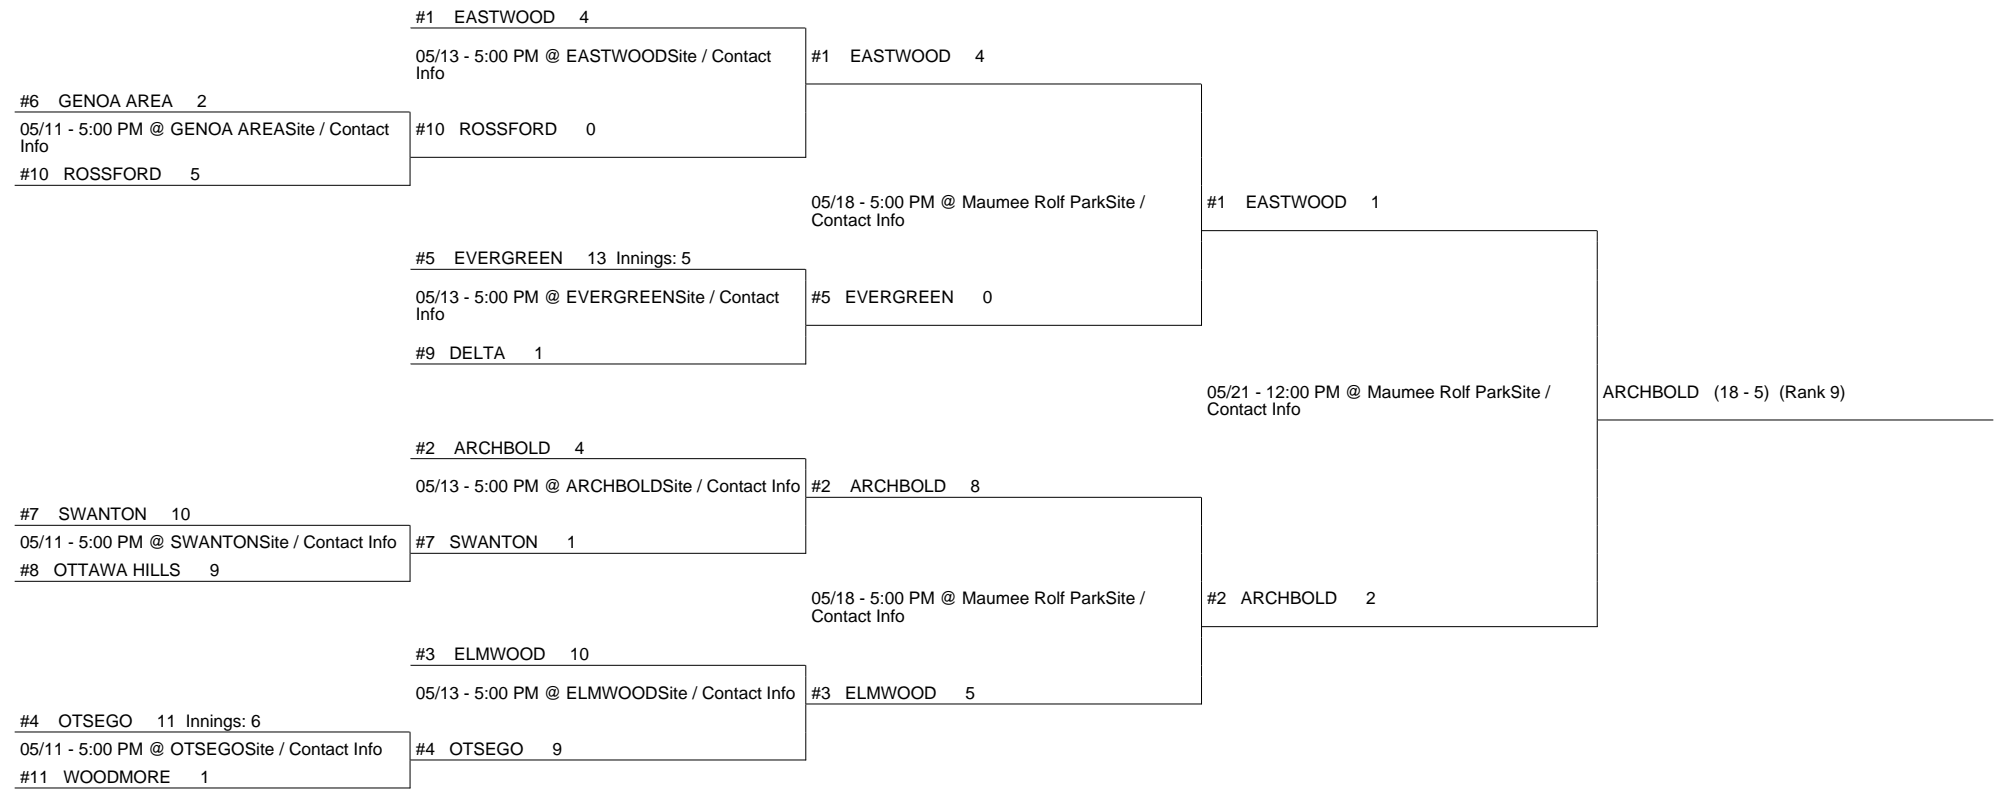 #1 EASTWOOD 4
05/13 - 5:00 PM @ EASTWOODSite / Contact
Info
#1 EASTWOOD 4
#6 GENOA AREA 2
05/11 - 5:00 PM @ GENOA AREASite / Contact
Info
#10 ROSSFORD 0
#10 ROSSFORD 5
05/18 - 5:00 PM @ Maumee Rolf ParkSite /
Contact Info
#1 EASTWOOD 1
#5 EVERGREEN 13 Innings: 5
05/13 - 5:00 PM @ EVERGREENSite / Contact
Info
#5 EVERGREEN 0
#9 DELTA 1
05/21 - 12:00 PM @ Maumee Rolf ParkSite /
Contact Info
ARCHBOLD (18 - 5) (Rank 9)
#2 ARCHBOLD 4
05/13 - 5:00 PM @ ARCHBOLDSite / Contact Info
#2 ARCHBOLD 8
#7 SWANTON 10
05/11 - 5:00 PM @ SWANTONSite / Contact Info
#7 SWANTON 1
#8 OTTAWA HILLS 9
05/18 - 5:00 PM @ Maumee Rolf ParkSite /
Contact Info
#2 ARCHBOLD 2
#3 ELMWOOD 10
05/13 - 5:00 PM @ ELMWOODSite / Contact Info
#3 ELMWOOD 5
#4 OTSEGO 11 Innings: 6
05/11 - 5:00 PM @ OTSEGOSite / Contact Info
#4 OTSEGO 9
#11 WOODMORE 1